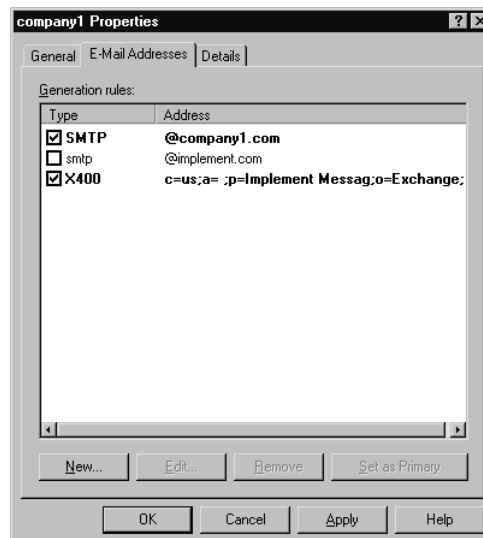 company1 Properties
General E-Mail Addresses Details
Generation rules:
Type Address
SMTP @company1.com
smtp @implement.com
X400 c=us;a= ;p=Implement Messag;o=Exchange;
New... Edit... Remove Set as Primary
OK Cancel Apply Help